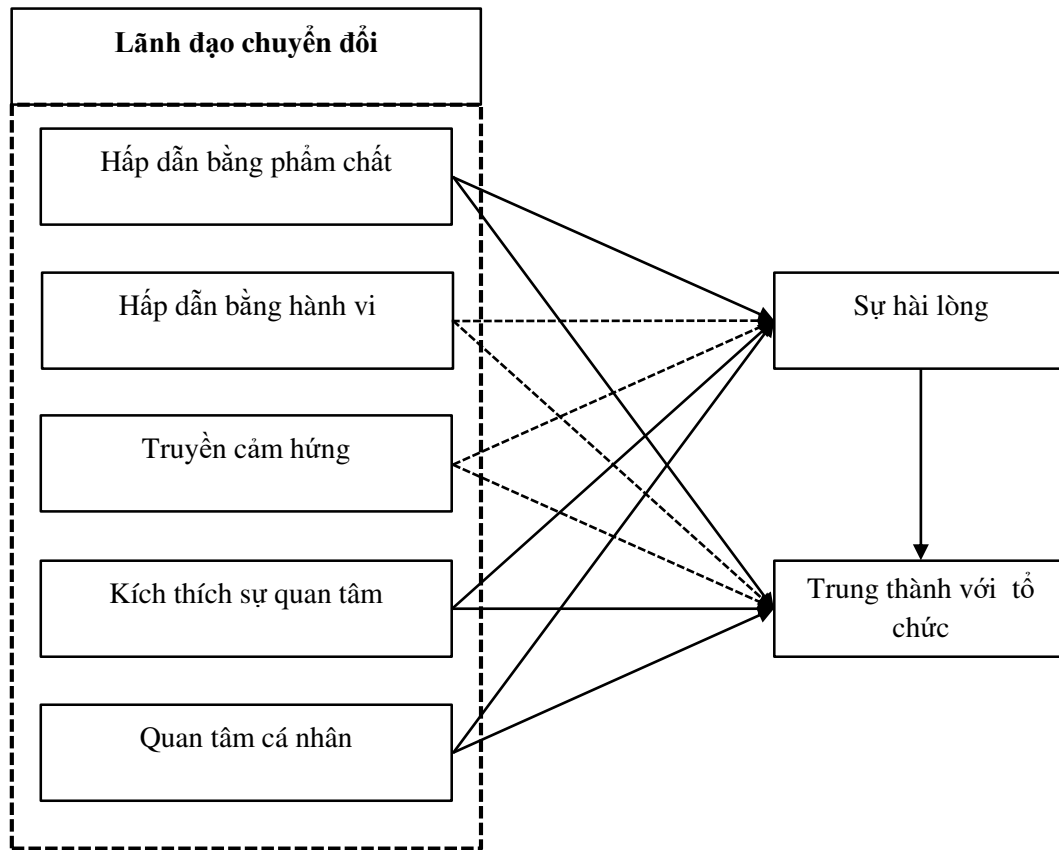 Lãnh đạo chuyển đổi
Hấp dẫn bằng phẩm chất
Hấp dẫn bằng hành vi
Truyền cảm hứng
Kích thích sự quan tâm
Quan tâm cá nhân
Sự hài lòng
Trung thành với  tổ
chức